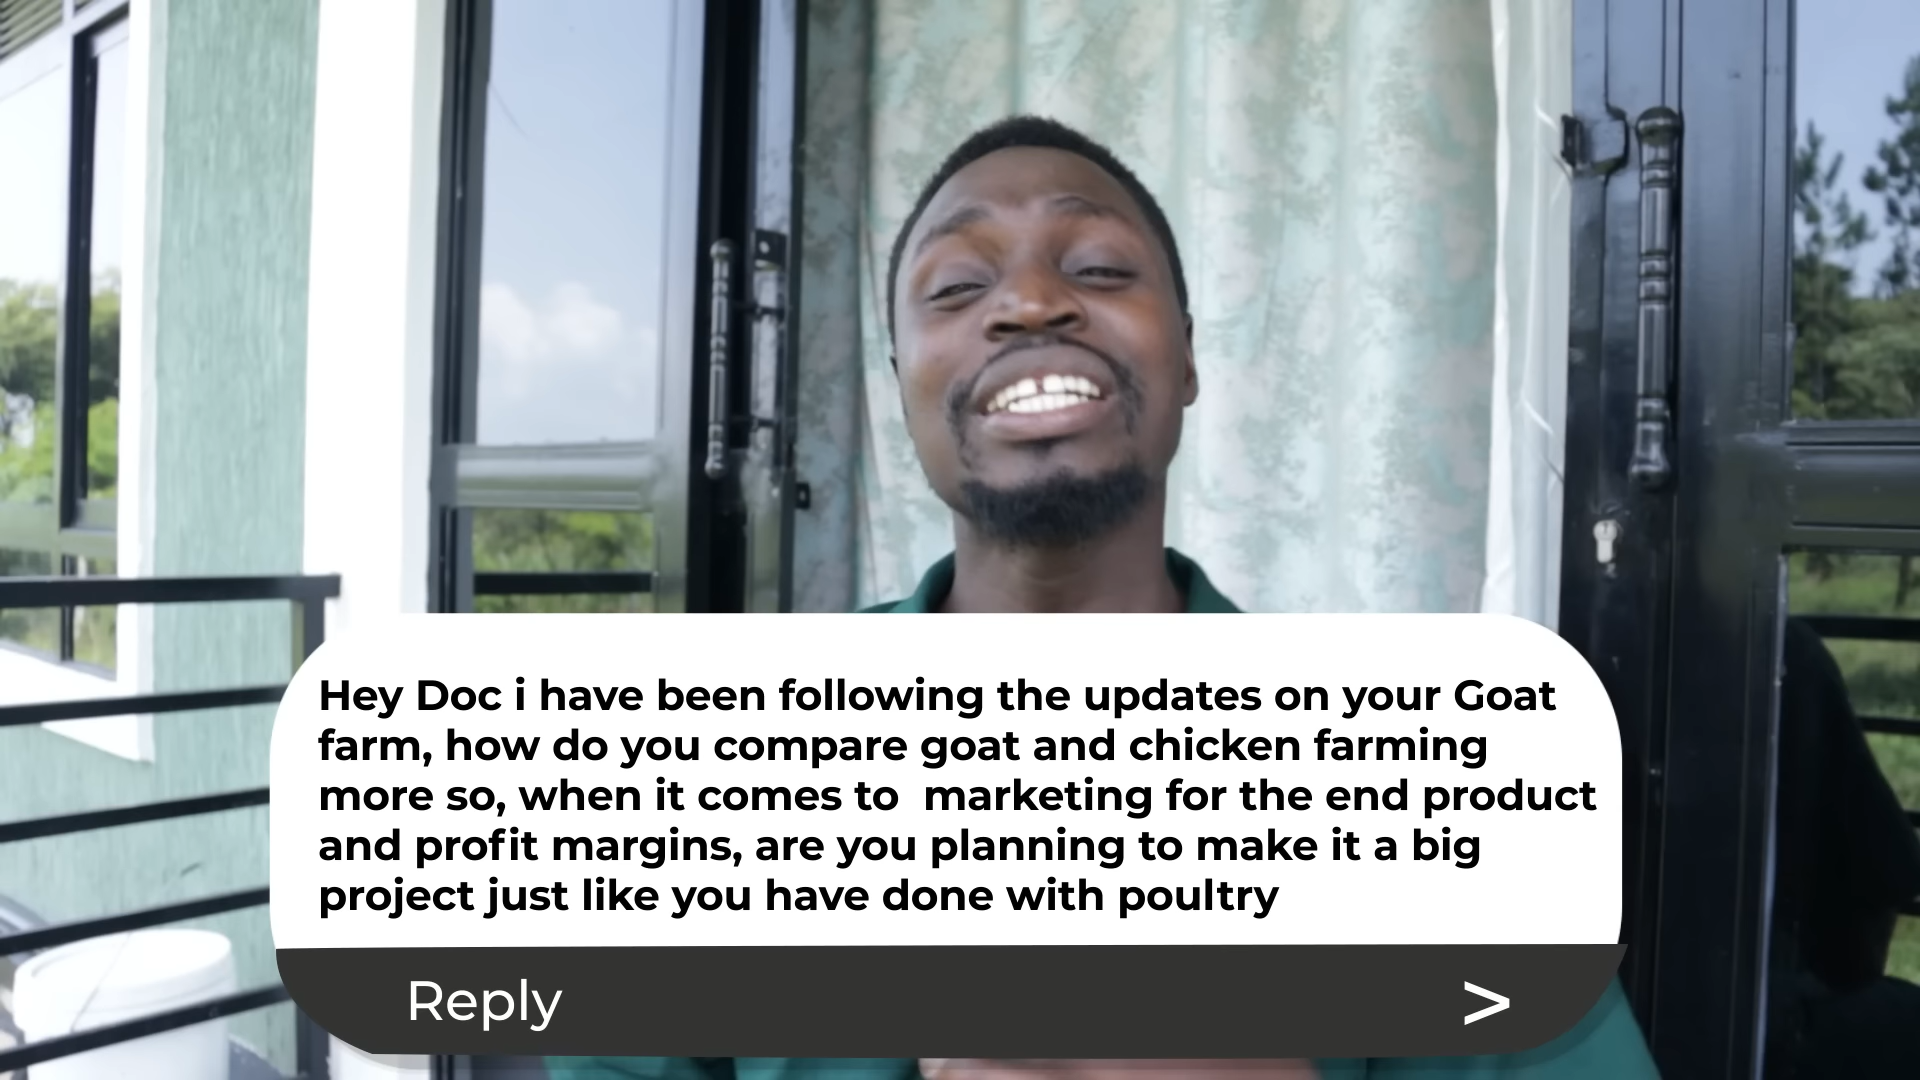 Hey Doc i have been following the updates on your Goat
farm, how do you compare goat and chicken farming
more so, when it comes to  marketing for the end product
and profit margins, are you planning to make it a big
project just like you have done with poultry
Reply
>